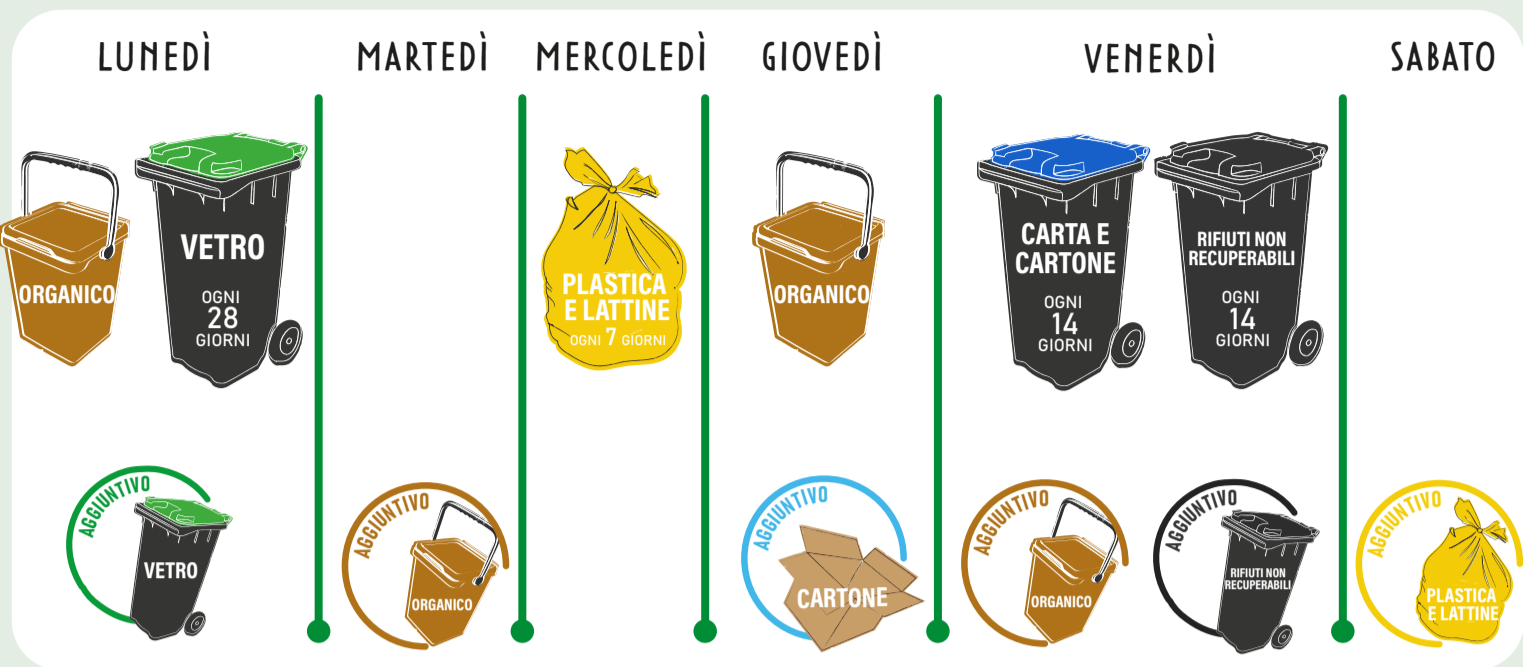 LUNEDÌ
MARTEDÌ
MERCOLEDÌ
GIOVEDÌ
VENERDÌ
SABATO
ORGANICO
VETRO
OGNI
28
GIORNI
PLASTICA
E LATTINE
OGNI 7 GIORNI
ORGANICO
CARTA E
CARTONE
OGNI
14
GIORNI
RIFIUTI NON
RECUPERABILI
OGNI
14
GIORNI
AGGIUNTIVO
VETRO
AGGIUNTIVO
ORGANICO
AGGIUNTIVO
CARTONE
AGGIUNTIVO
ORGANICO
AGGIUNTIVO
RIFIUTI NON
RECUPERABILI
AGGIUNTIVO
PLASTICA
E LATTINE